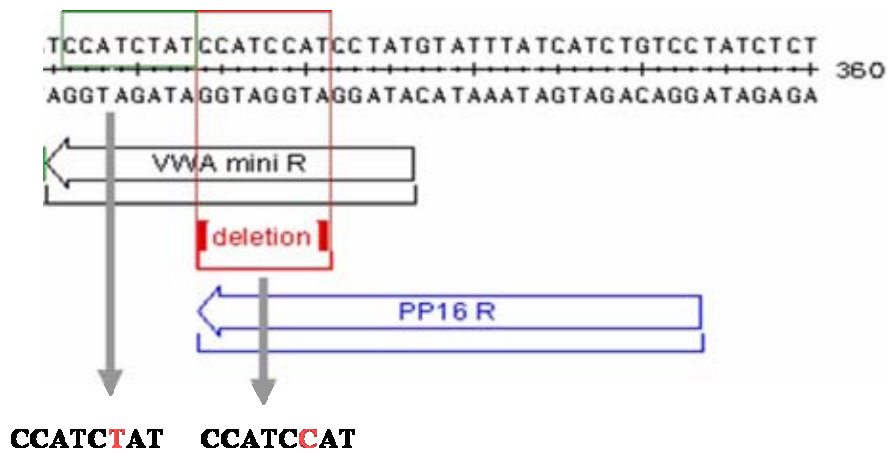 TCCATCTATCCATCCATCCTATGTATTTATCATCTGTCCTATCTCT
360
AGGTAGATAGGTAGGTAGGATACATAAATAGTAGACAGGATAGAGA
VWA mini R
deletion
PP16 R
CCATCTAT CCATCCAT